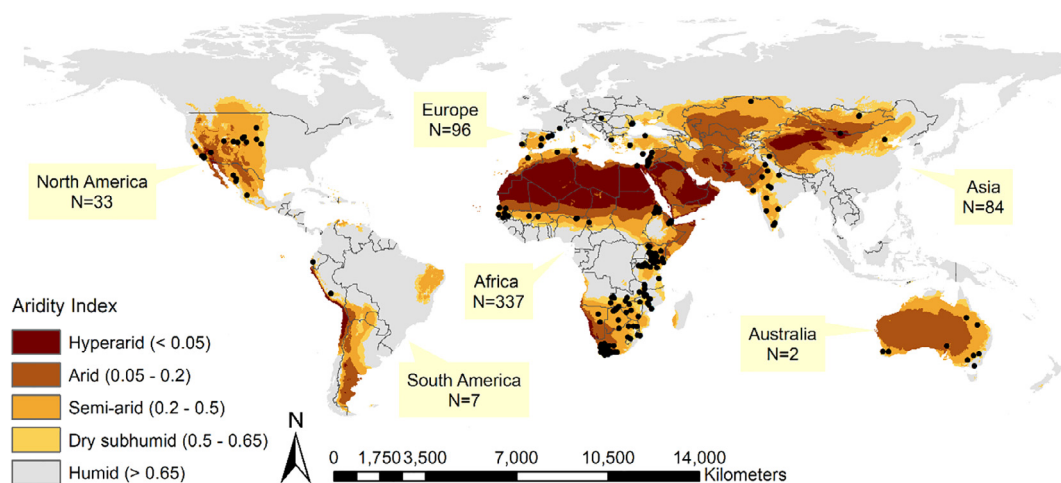 Europe
N=96
North America
N=33
Asia
N=84
Africa
N=337
Australia
N=2
South America
N=7
Aridity Index
Hyperarid (< 0.05)
Arid (0.05 - 0.2)
Semi-arid (0.2 - 0.5)
Dry subhumid (0.5 - 0.65)
Humid (> 0.65)
N
0 1,750 3,500 7,000 10,500 14,000
Kilometers